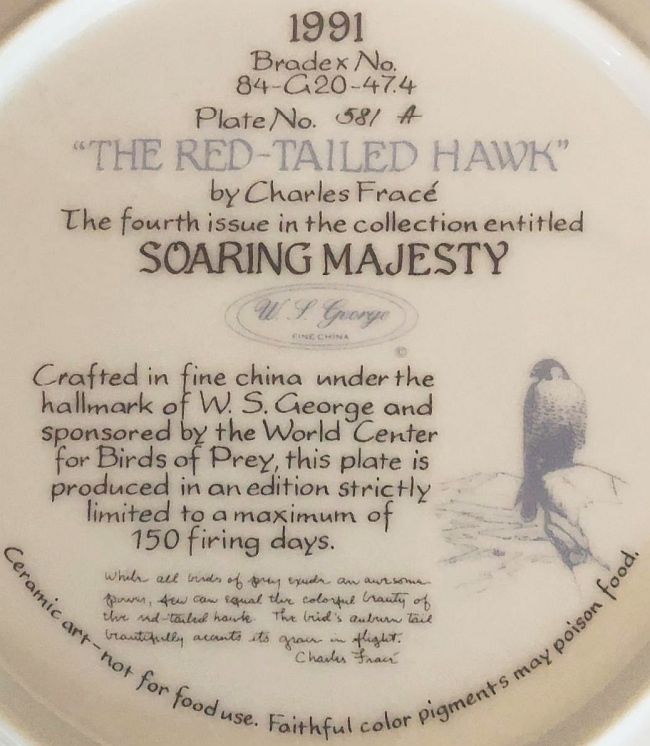 1991
Bradex No.
84-G20-47.4
Plate No. 581 A
"THE RED-TAILED HAWK"
by Charles Fracé
The fourth issue in the collection entitled
SOARING MAJESTY
W. S. George
FINE CHINA
©
Crafted in fine china under the
hallmark of W. S. George and
sponsored by the World Center
for Birds of Prey, this plate is
produced in an edition strictly
limited to a maximum of
150 firing days.
While all birds of prey exude an awesome
power, few can equal the colorful beauty of
the red-tailed hawk. The bird's auburn tail
beautifully accents its grace in flight.
Charles Fracé
Ceramic art-not for food use. Faithful color pigments may poison food.